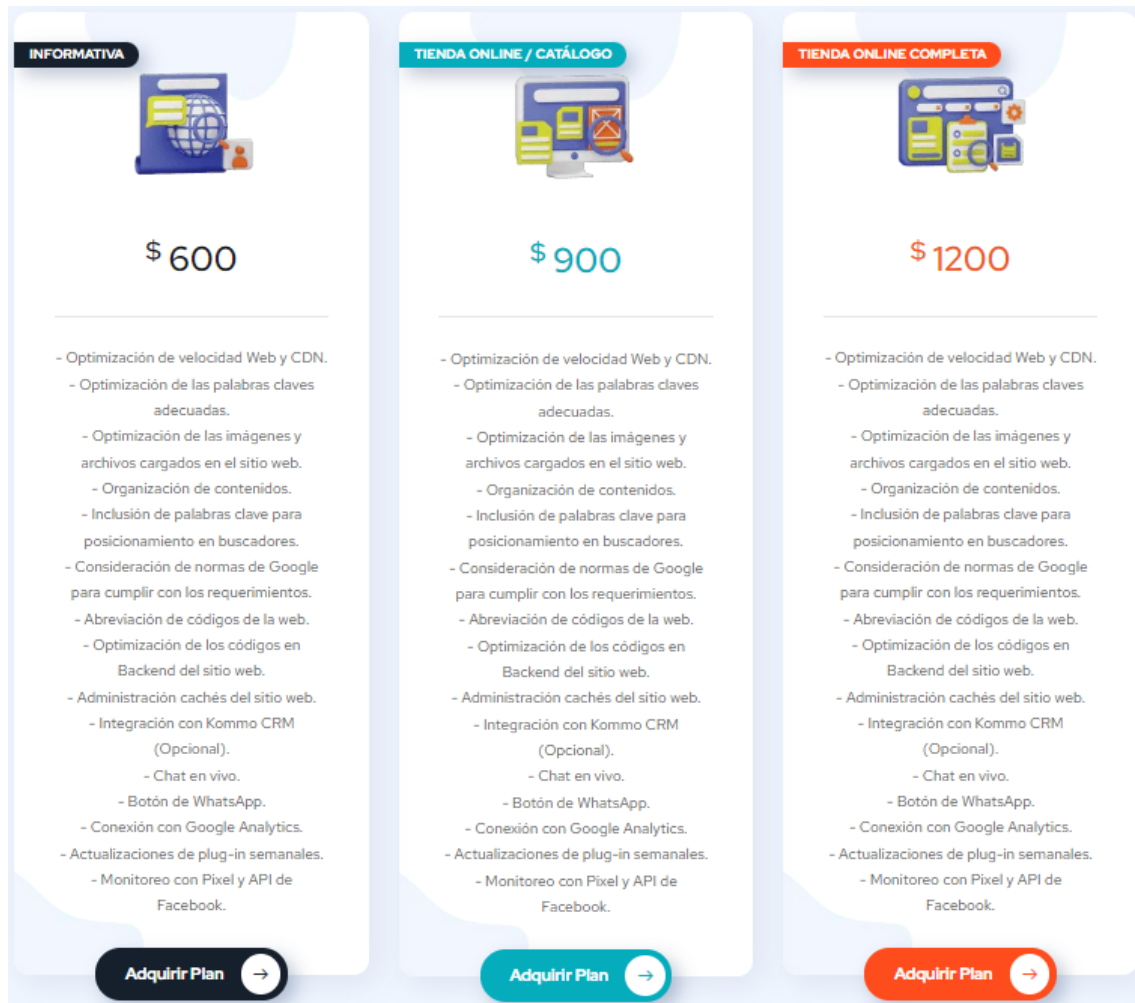 INFORMATIVA
$ 600
- Optimización de velocidad Web y CDN.
- Optimización de las palabras claves
adecuadas.
- Optimización de las imágenes y
archivos cargados en el sitio web.
- Organización de contenidos.
- Inclusión de palabras clave para
posicionamiento en buscadores.
- Consideración de normas de Google
para cumplir con los requerimientos.
- Abreviación de códigos de la web.
- Optimización de los códigos en
Backend del sitio web.
- Administración cachés del sitio web.
- Integración con Kommo CRM
(Opcional).
- Chat en vivo.
- Botón de WhatsApp.
- Conexión con Google Analytics.
- Actualizaciones de plug-in semanales.
- Monitoreo con Pixel y API de
Facebook.
Adquirir Plan
TIENDA ONLINE / CATÁLOGO
$ 900
- Optimización de velocidad Web y CDN.
- Optimización de las palabras claves
adecuadas.
- Optimización de las imágenes y
archivos cargados en el sitio web.
- Organización de contenidos.
- Inclusión de palabras clave para
posicionamiento en buscadores.
- Consideración de normas de Google
para cumplir con los requerimientos.
- Abreviación de códigos de la web.
- Optimización de los códigos en
Backend del sitio web.
- Administración cachés del sitio web.
- Integración con Kommo CRM
(Opcional).
- Chat en vivo.
- Botón de WhatsApp.
- Conexión con Google Analytics.
- Actualizaciones de plug-in semanales.
- Monitoreo con Pixel y API de
Facebook.
Adquirir Plan
TIENDA ONLINE COMPLETA
$ 1200
- Optimización de velocidad Web y CDN.
- Optimización de las palabras claves
adecuadas.
- Optimización de las imágenes y
archivos cargados en el sitio web.
- Organización de contenidos.
- Inclusión de palabras clave para
posicionamiento en buscadores.
- Consideración de normas de Google
para cumplir con los requerimientos.
- Abreviación de códigos de la web.
- Optimización de los códigos en
Backend del sitio web.
- Administración cachés del sitio web.
- Integración con Kommo CRM
(Opcional).
- Chat en vivo.
- Botón de WhatsApp.
- Conexión con Google Analytics.
- Actualizaciones de plug-in semanales.
- Monitoreo con Pixel y API de
Facebook.
Adquirir Plan